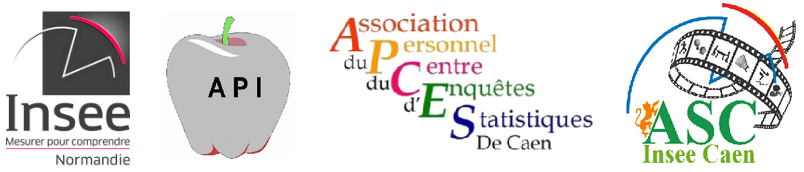 Insee
Mesurer pour comprendre
Normandie
API
Association
Personnel
du Centre
du Enquêtes
d'Statistiques
De Caen
ASC
Insee Caen